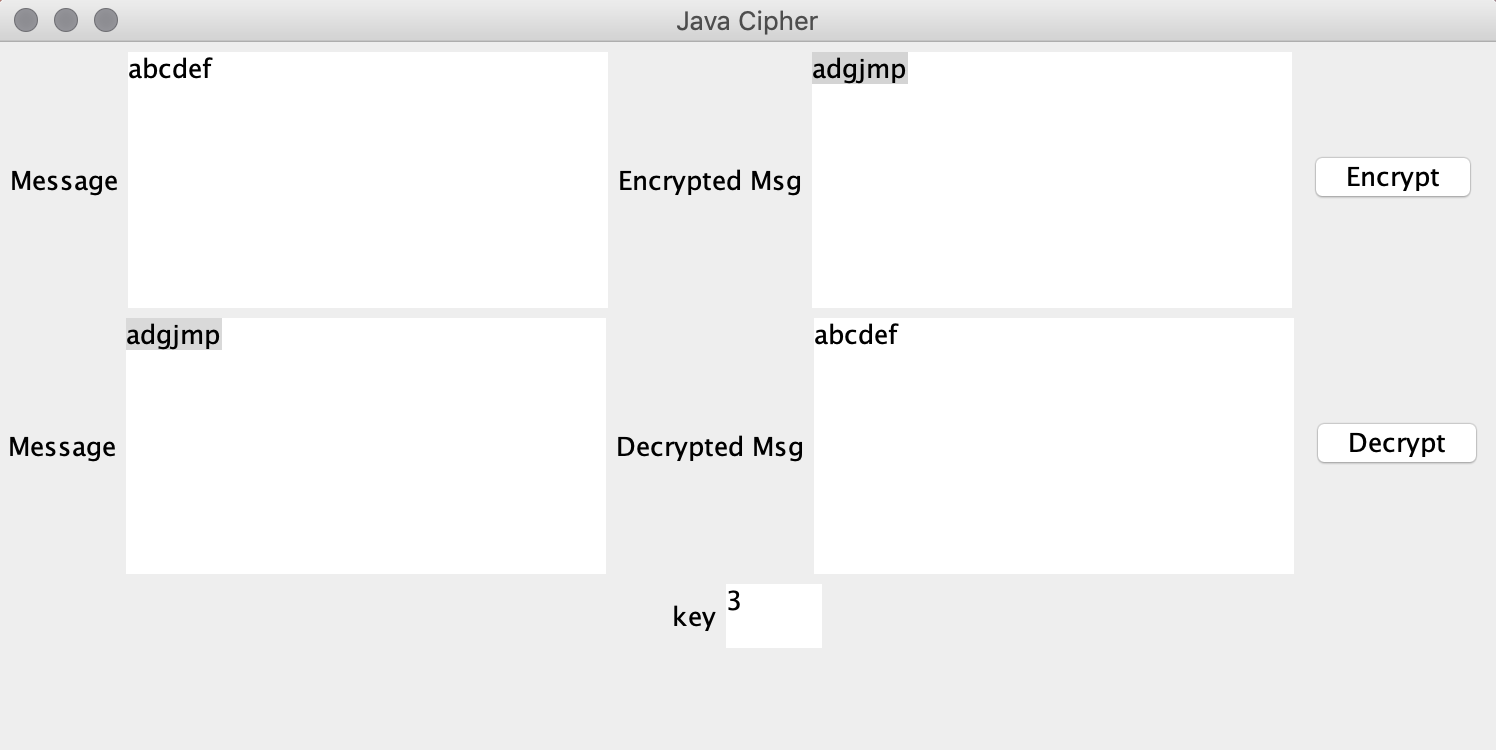 Java Cipher
abcdef
adgjmp
Message
Encrypted Msg
Encrypt
adgjmp
abcdef
Message
Decrypted Msg
Decrypt
key
3